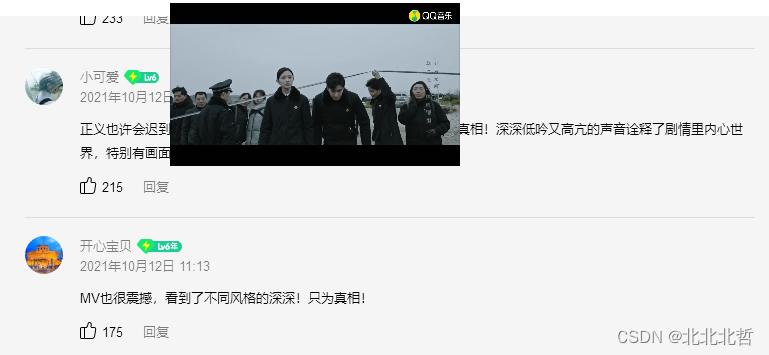 233 回复
QQ音乐
小可爱 Lv6
2021年10月12日
正义也许会迟到 真相！深深低吟又高亢的声音诠释了剧情里内心世
界，特别有画面
215 回复
开心宝贝 Lv6年
2021年10月12日 11:13
MV也很震撼，看到了不同风格的深深！只为真相！
175 回复
CSDN @北北北哲